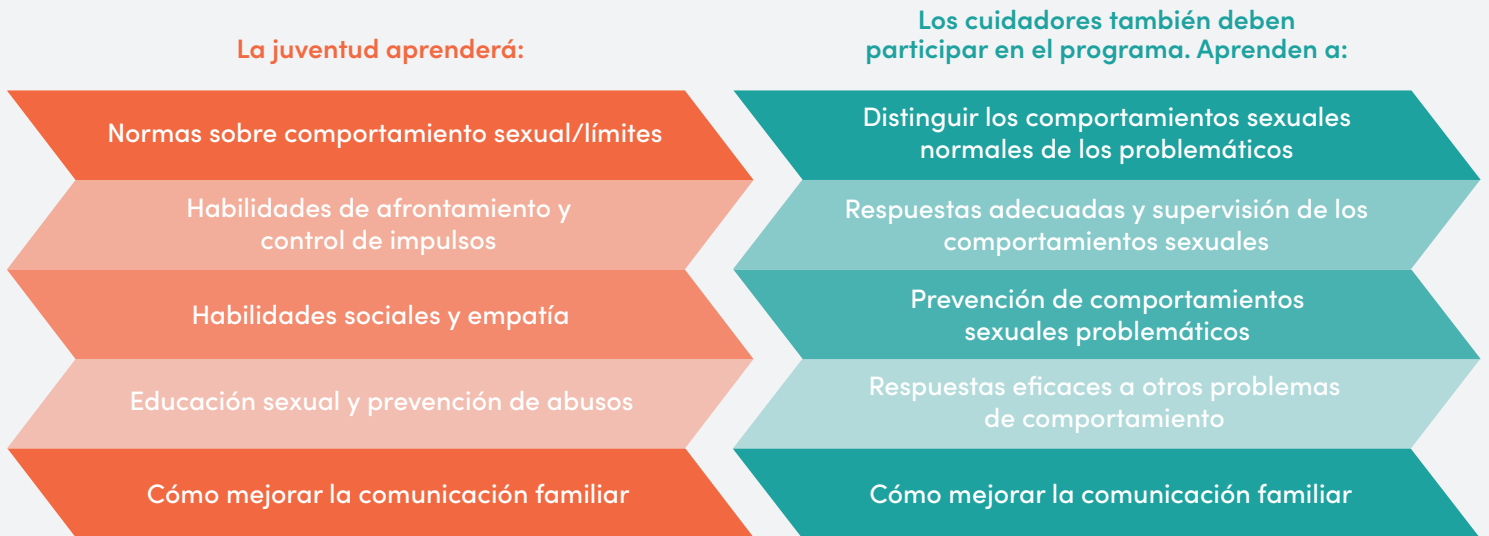 La juventud aprenderá:
Normas sobre comportamiento sexual/límites
Habilidades de afrontamiento y
control de impulsos
Habilidades sociales y empatía
Educación sexual y prevención de abusos
Cómo mejorar la comunicación familiar
Los cuidadores también deben
participar en el programa. Aprenden a:
Distinguir los comportamientos sexuales
normales de los problemáticos
Respuestas adecuadas y supervisión de los
comportamientos sexuales
Prevención de comportamientos
sexuales problemáticos
Respuestas eficaces a otros problemas
de comportamiento
Cómo mejorar la comunicación familiar